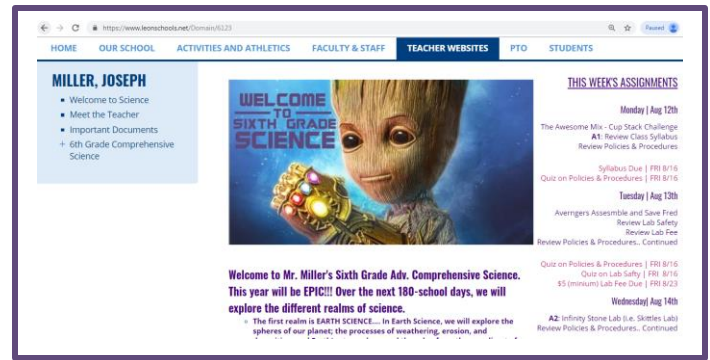 https://www.leonschools.net/Domain/6123
Paused
HOME OUR SCHOOL ACTIVITIES AND ATHLETICS FACULTY & STAFF TEACHER WEBSITES PTO STUDENTS
MILLER, JOSEPH
Welcome to Science
Meet the Teacher
Important Documents
+ 6th Grade Comprehensive
Science
WELCOME
TO
SIXTH GRADE
SCIENCE
Welcome to Mr. Miller's Sixth Grade Adv. Comprehensive Science.
This year will be EPIC!!! Over the next 180-school days, we will
explore the different realms of science.
The first realm is EARTH SCIENCE.... In Earth Science, we will explore the
spheres of our planet; the processes of weathering, erosion, and
THIS WEEK'S ASSIGNMENTS
Monday | Aug 12th
The Awesome Mix - Cup Stack Challenge
A1: Review Class Syllabus
Review Policies & Procedures
Syllabus Due | FRI 8/16
Quiz on Policies & Procedures | FRI 8/16
Tuesday | Aug 13th
Averngers Assesmble and Save Fred
Review Lab Safety
Review Lab Fee
Review Policies & Procedures.. Continued
Quiz on Policies & Procedures | FRI 8/16
Quiz on Lab Safty | FRI 8/16
$5 (minium) Lab Fee Due | FRI 8/23
Wednesday| Aug 14th
A2: Infinity Stone Lab (i.e. Skittles Lab)
Review Policies & Procedures.. Continued